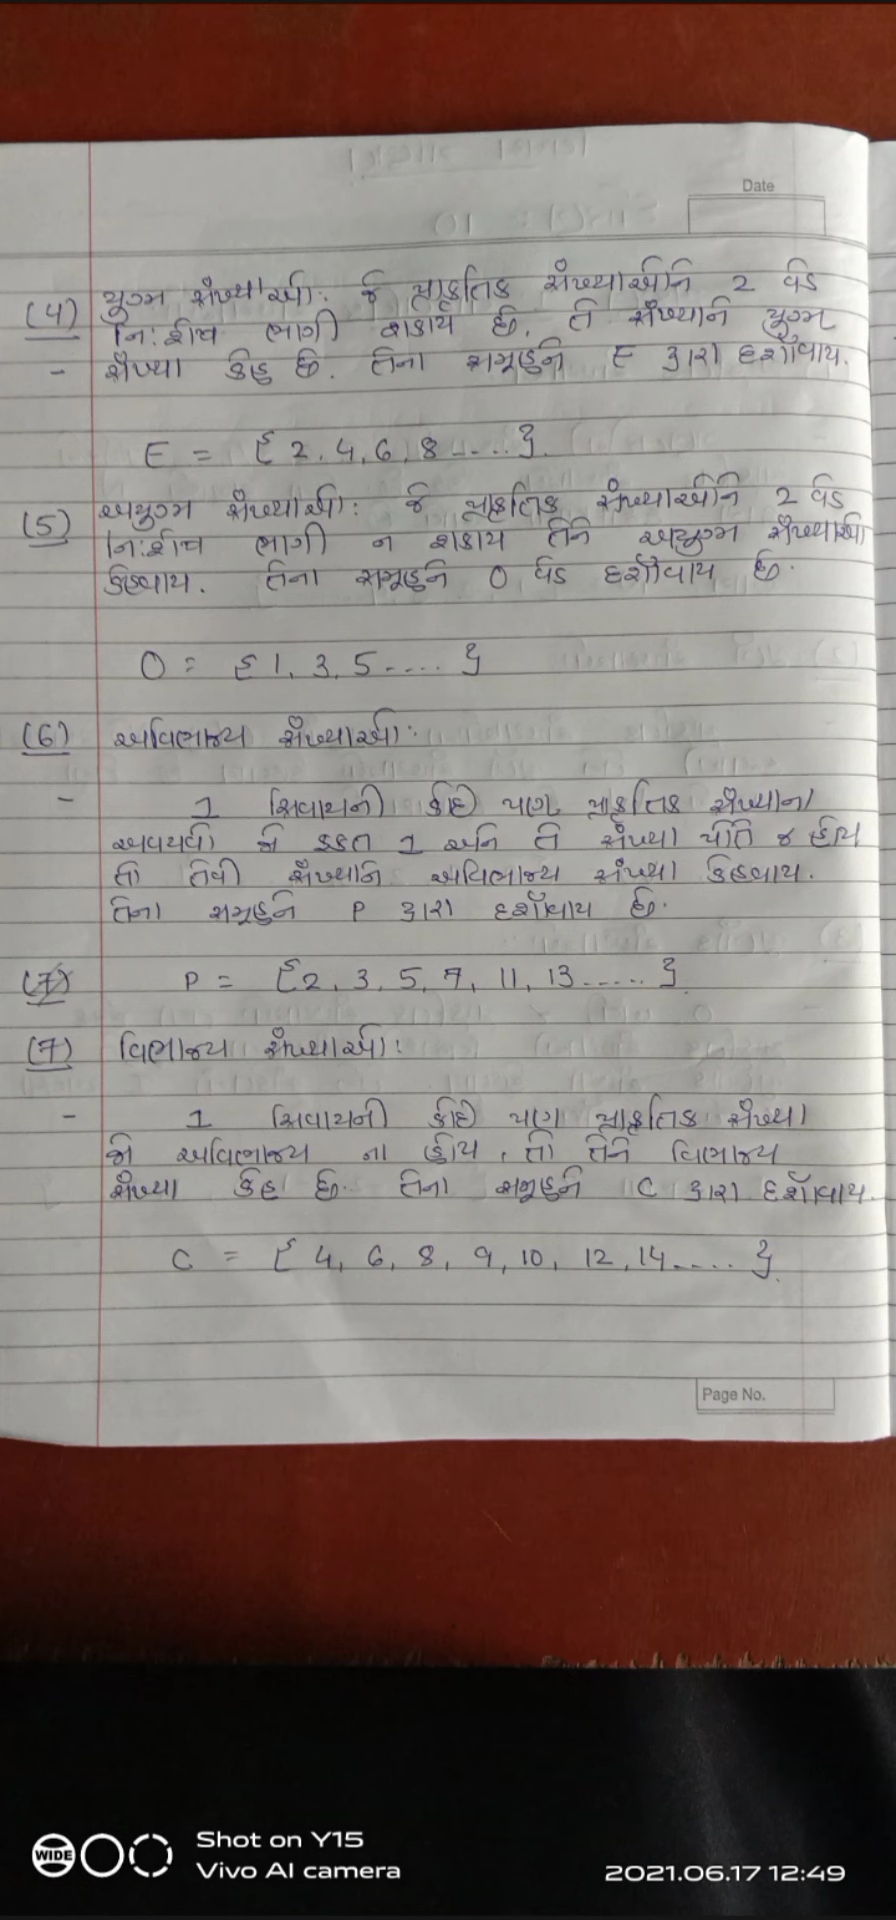 Date
(4) યુગ્મ સંખ્યાઓ: જે પ્રાકૃતિક સંખ્યાઓને 2 વડે
નિ:શેષ ભાગી શકાય છે. તે સંખ્યાને યુગ્મ
- સંખ્યા કહે છે. તેના સમૂહને E દ્વારા દર્શાવાય.
E = { 2, 4, 6, 8 ..... }.
(5) અયુગ્મ સંખ્યાઓ: જે પ્રાકૃતિક સંખ્યાઓને 2 વડે
નિ:શેષ ભાગી ન શકાય તેને અયુગ્મ સંખ્યાઓ
કહેવાય. તેના સમૂહને O વડે દર્શાવાય છે.
O = { 1, 3, 5 ..... }
(6) અવિભાજ્ય સંખ્યાઓ:
- 1 સિવાયની કોઈ પણ પ્રાકૃતિક સંખ્યાના
અવયવો જો ફક્ત 1 અને તે સંખ્યા પોતે જ હોય
તો તેવી સંખ્યાને અવિભાજ્ય સંખ્યા કહેવાય.
તેના સમૂહને P દ્વારા દર્શાવાય છે.
(7) P = { 2, 3, 5, 7, 11, 13 ..... }.
(7) વિભાજ્ય સંખ્યાઓ:
- 1 સિવાયની કોઈ પણ પ્રાકૃતિક સંખ્યા
જો અવિભાજ્ય ના હોય, તો તેને વિભાજ્ય
સંખ્યા કહે છે. તેના સમૂહને C દ્વારા દર્શાવાય.
C = { 4, 6, 8, 9, 10, 12, 14 ..... }.
Page No.
WIDE
Shot on Y15
Vivo AI camera
2021.06.17 12:49